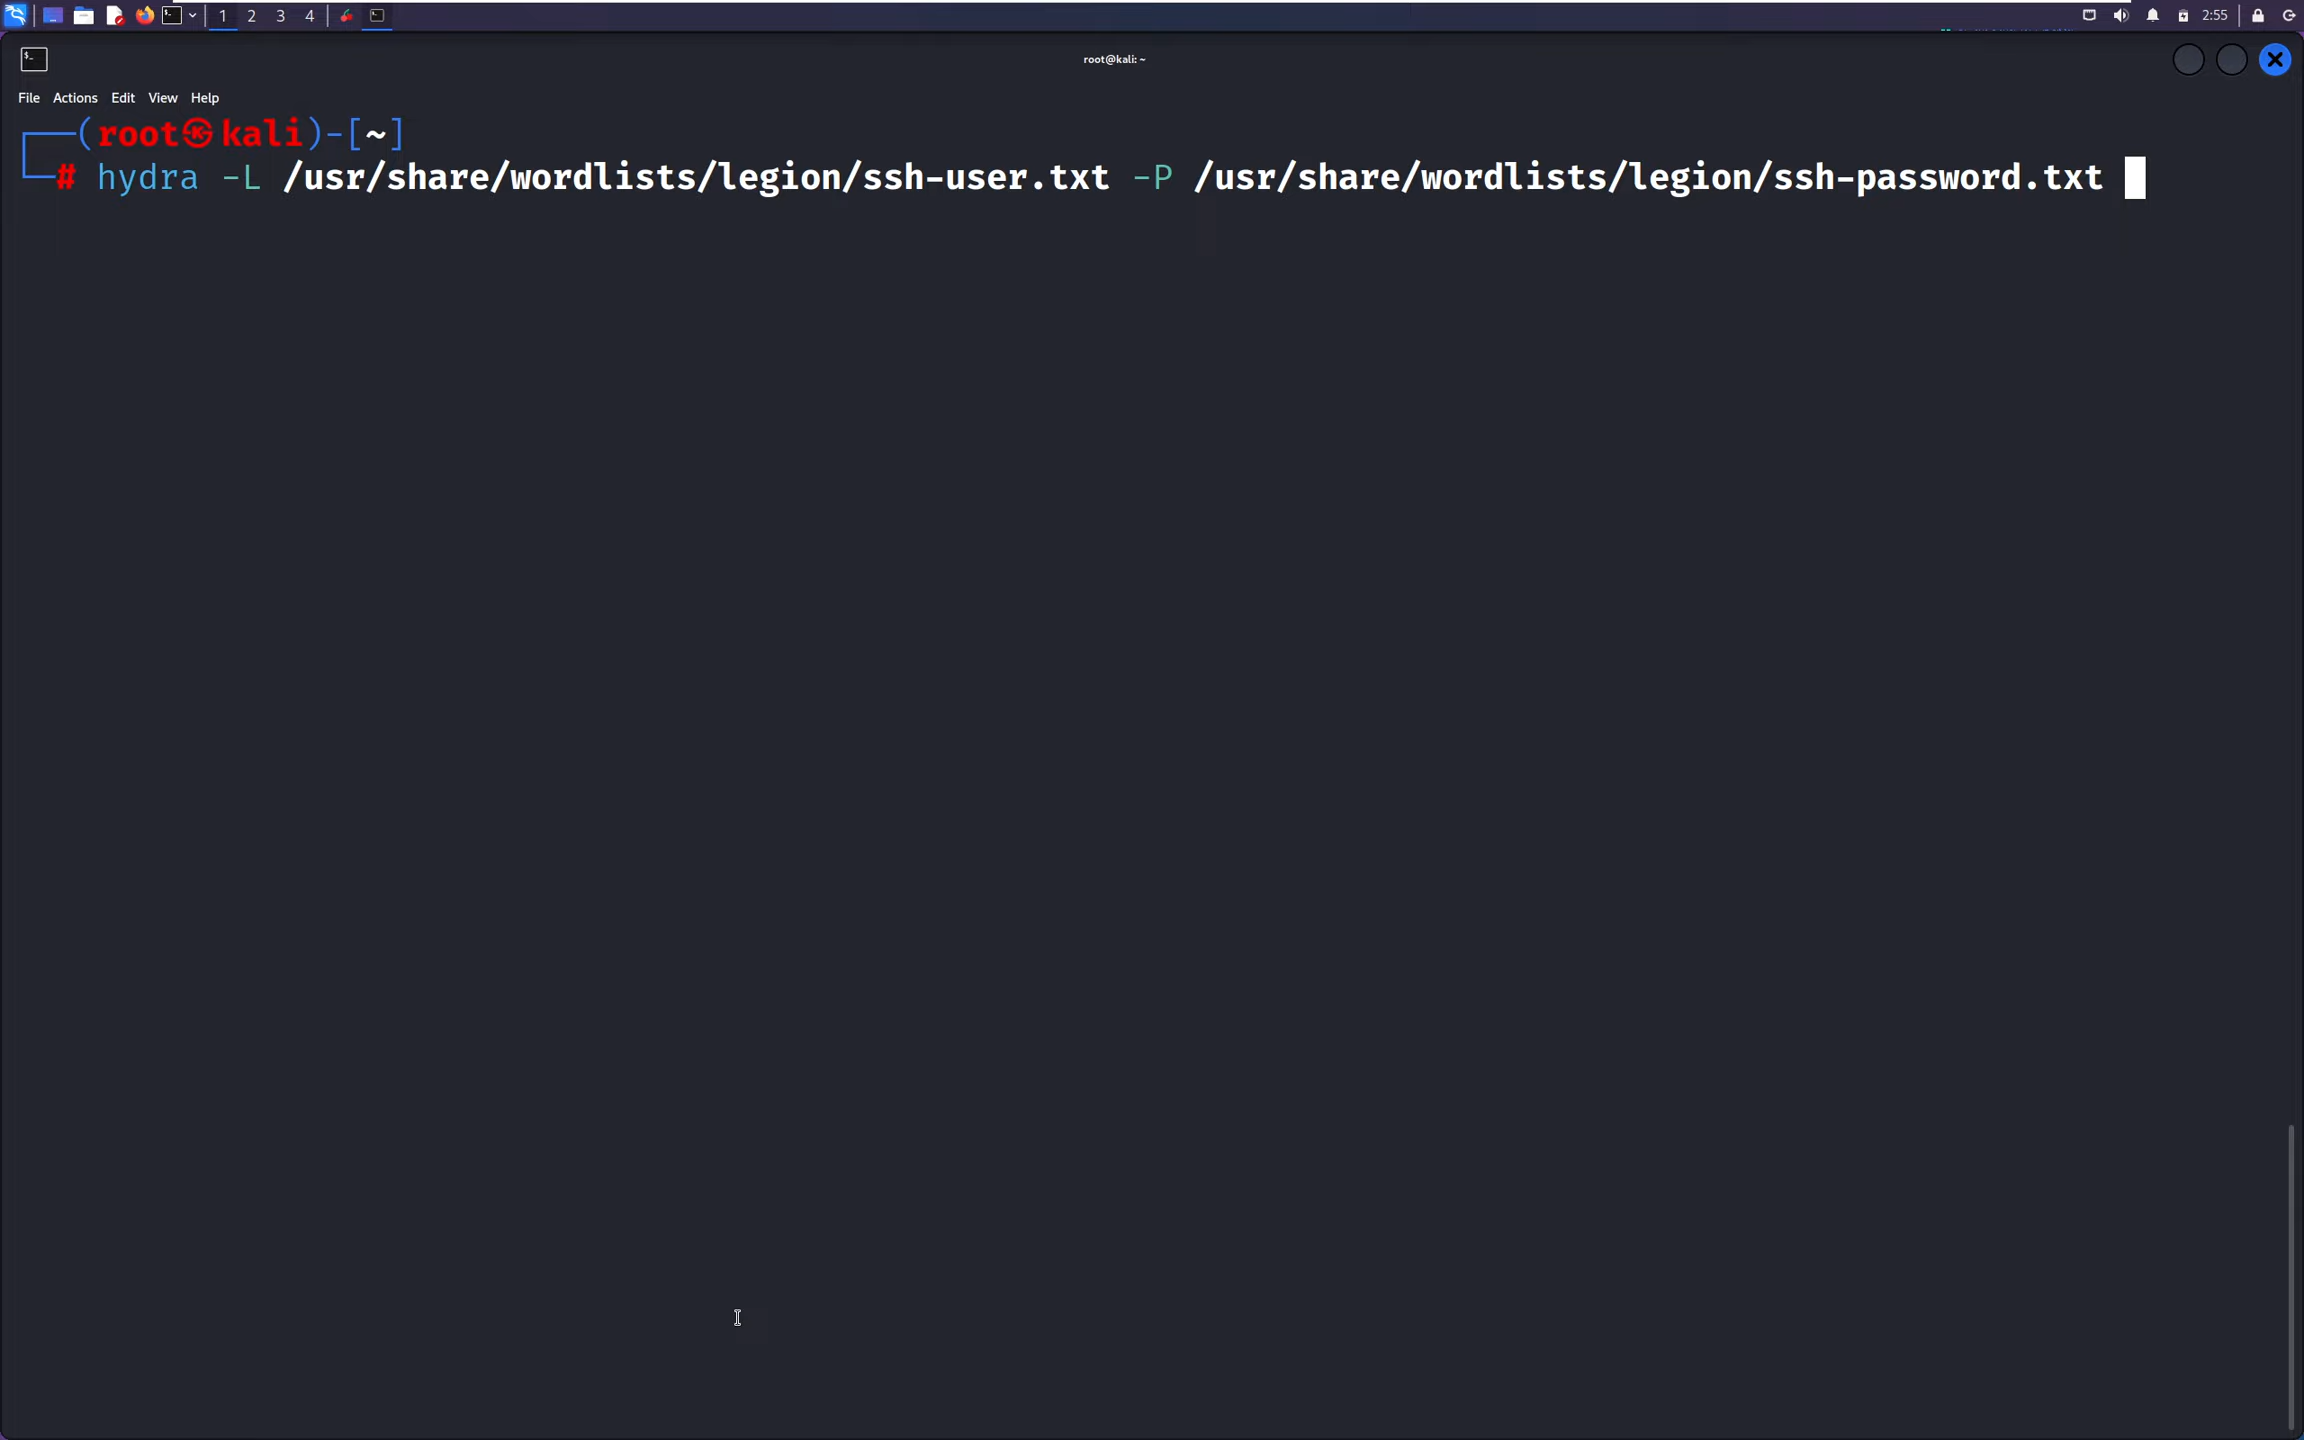 1 2 3 4 2:55
root@kali: ~
File Actions Edit View Help
(root㉿kali)-[~]
# hydra -L /usr/share/wordlists/legion/ssh-user.txt -P /usr/share/wordlists/legion/ssh-password.txt